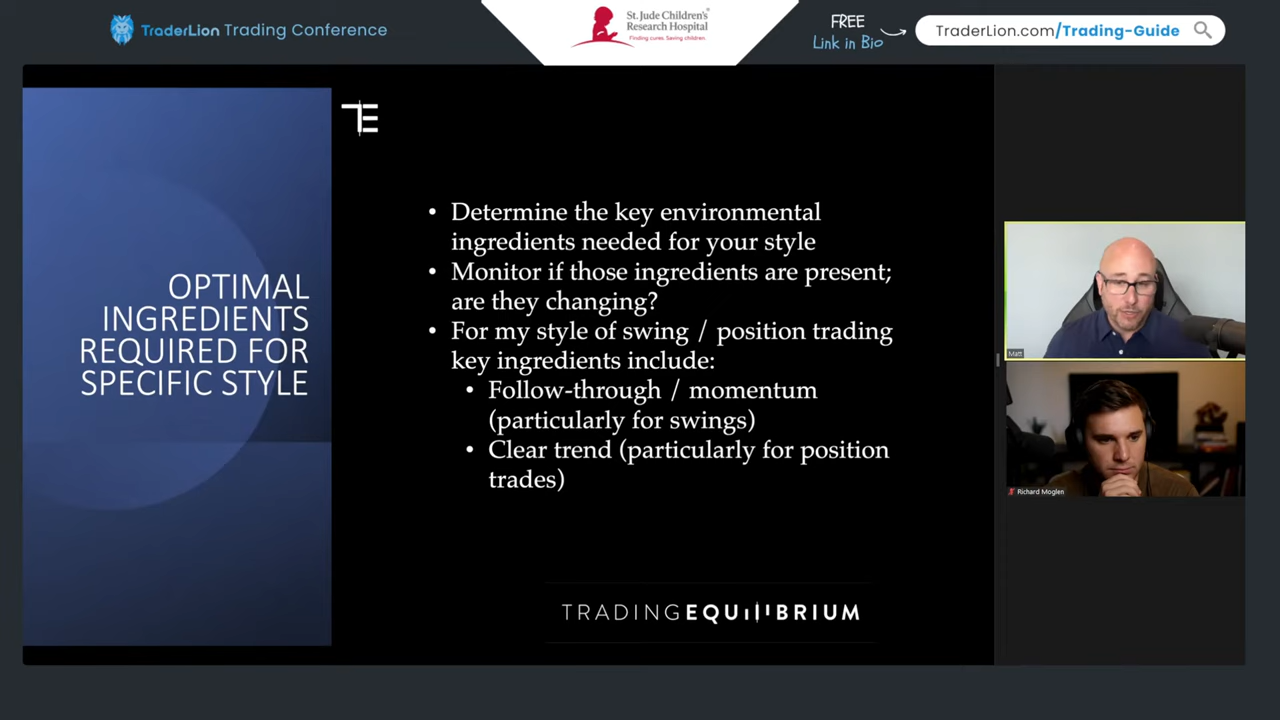 TraderLion Trading Conference
St. Jude Children's
Research Hospital
Finding cures. Saving children.
FREE
Link in Bio
TraderLion.com/Trading-Guide
TE
OPTIMAL
INGREDIENTS
REQUIRED FOR
SPECIFIC STYLE
• Determine the key environmental
ingredients needed for your style
• Monitor if those ingredients are present;
are they changing?
• For my style of swing / position trading
key ingredients include:
• Follow-through / momentum
(particularly for swings)
• Clear trend (particularly for position
trades)
TRADINGEQUILIBRIUM
Matt
Richard Moglen